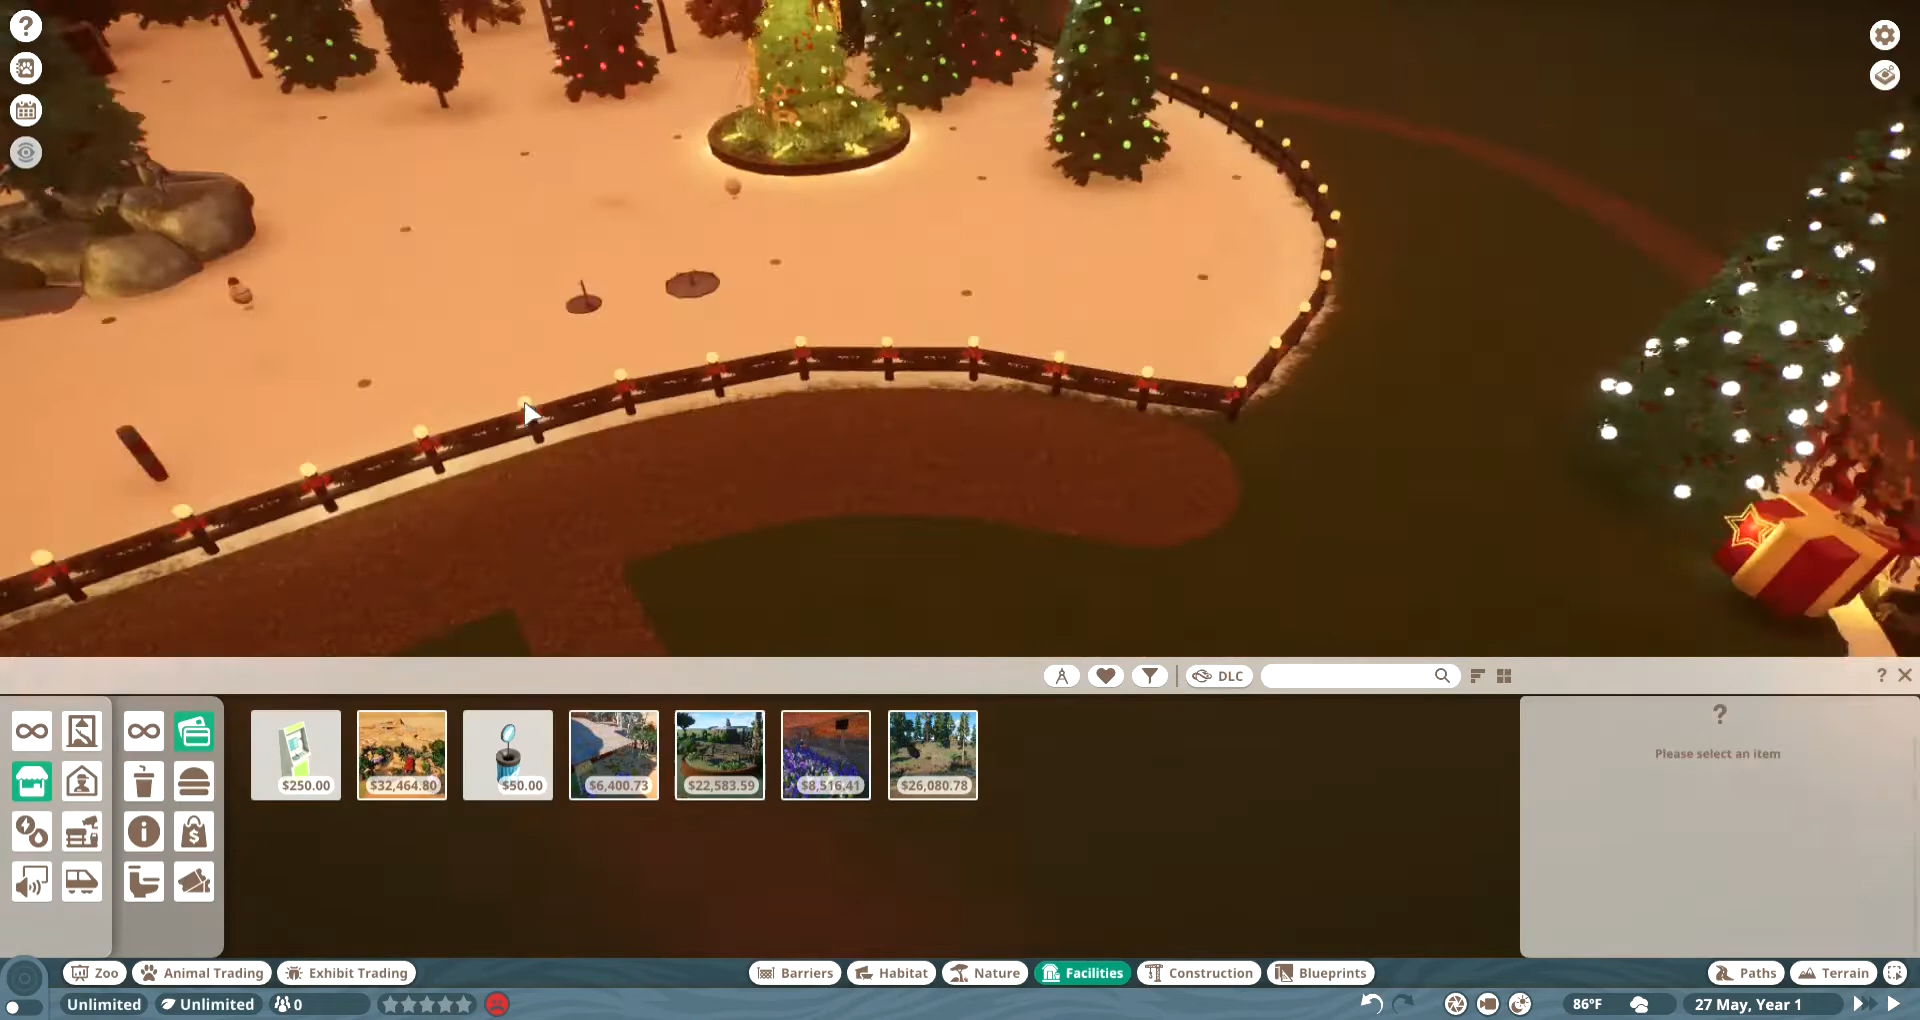 DLC
?
?
Please select an item
$250.00
$32,464.80
$50.00
$6,400.73
$22,583.59
$8,516.41
$26,080.78
Zoo
Animal Trading
Exhibit Trading
Barriers
Habitat
Nature
Facilities
Construction
Blueprints
Paths
Terrain
Unlimited
Unlimited
0
86°F
27 May, Year 1